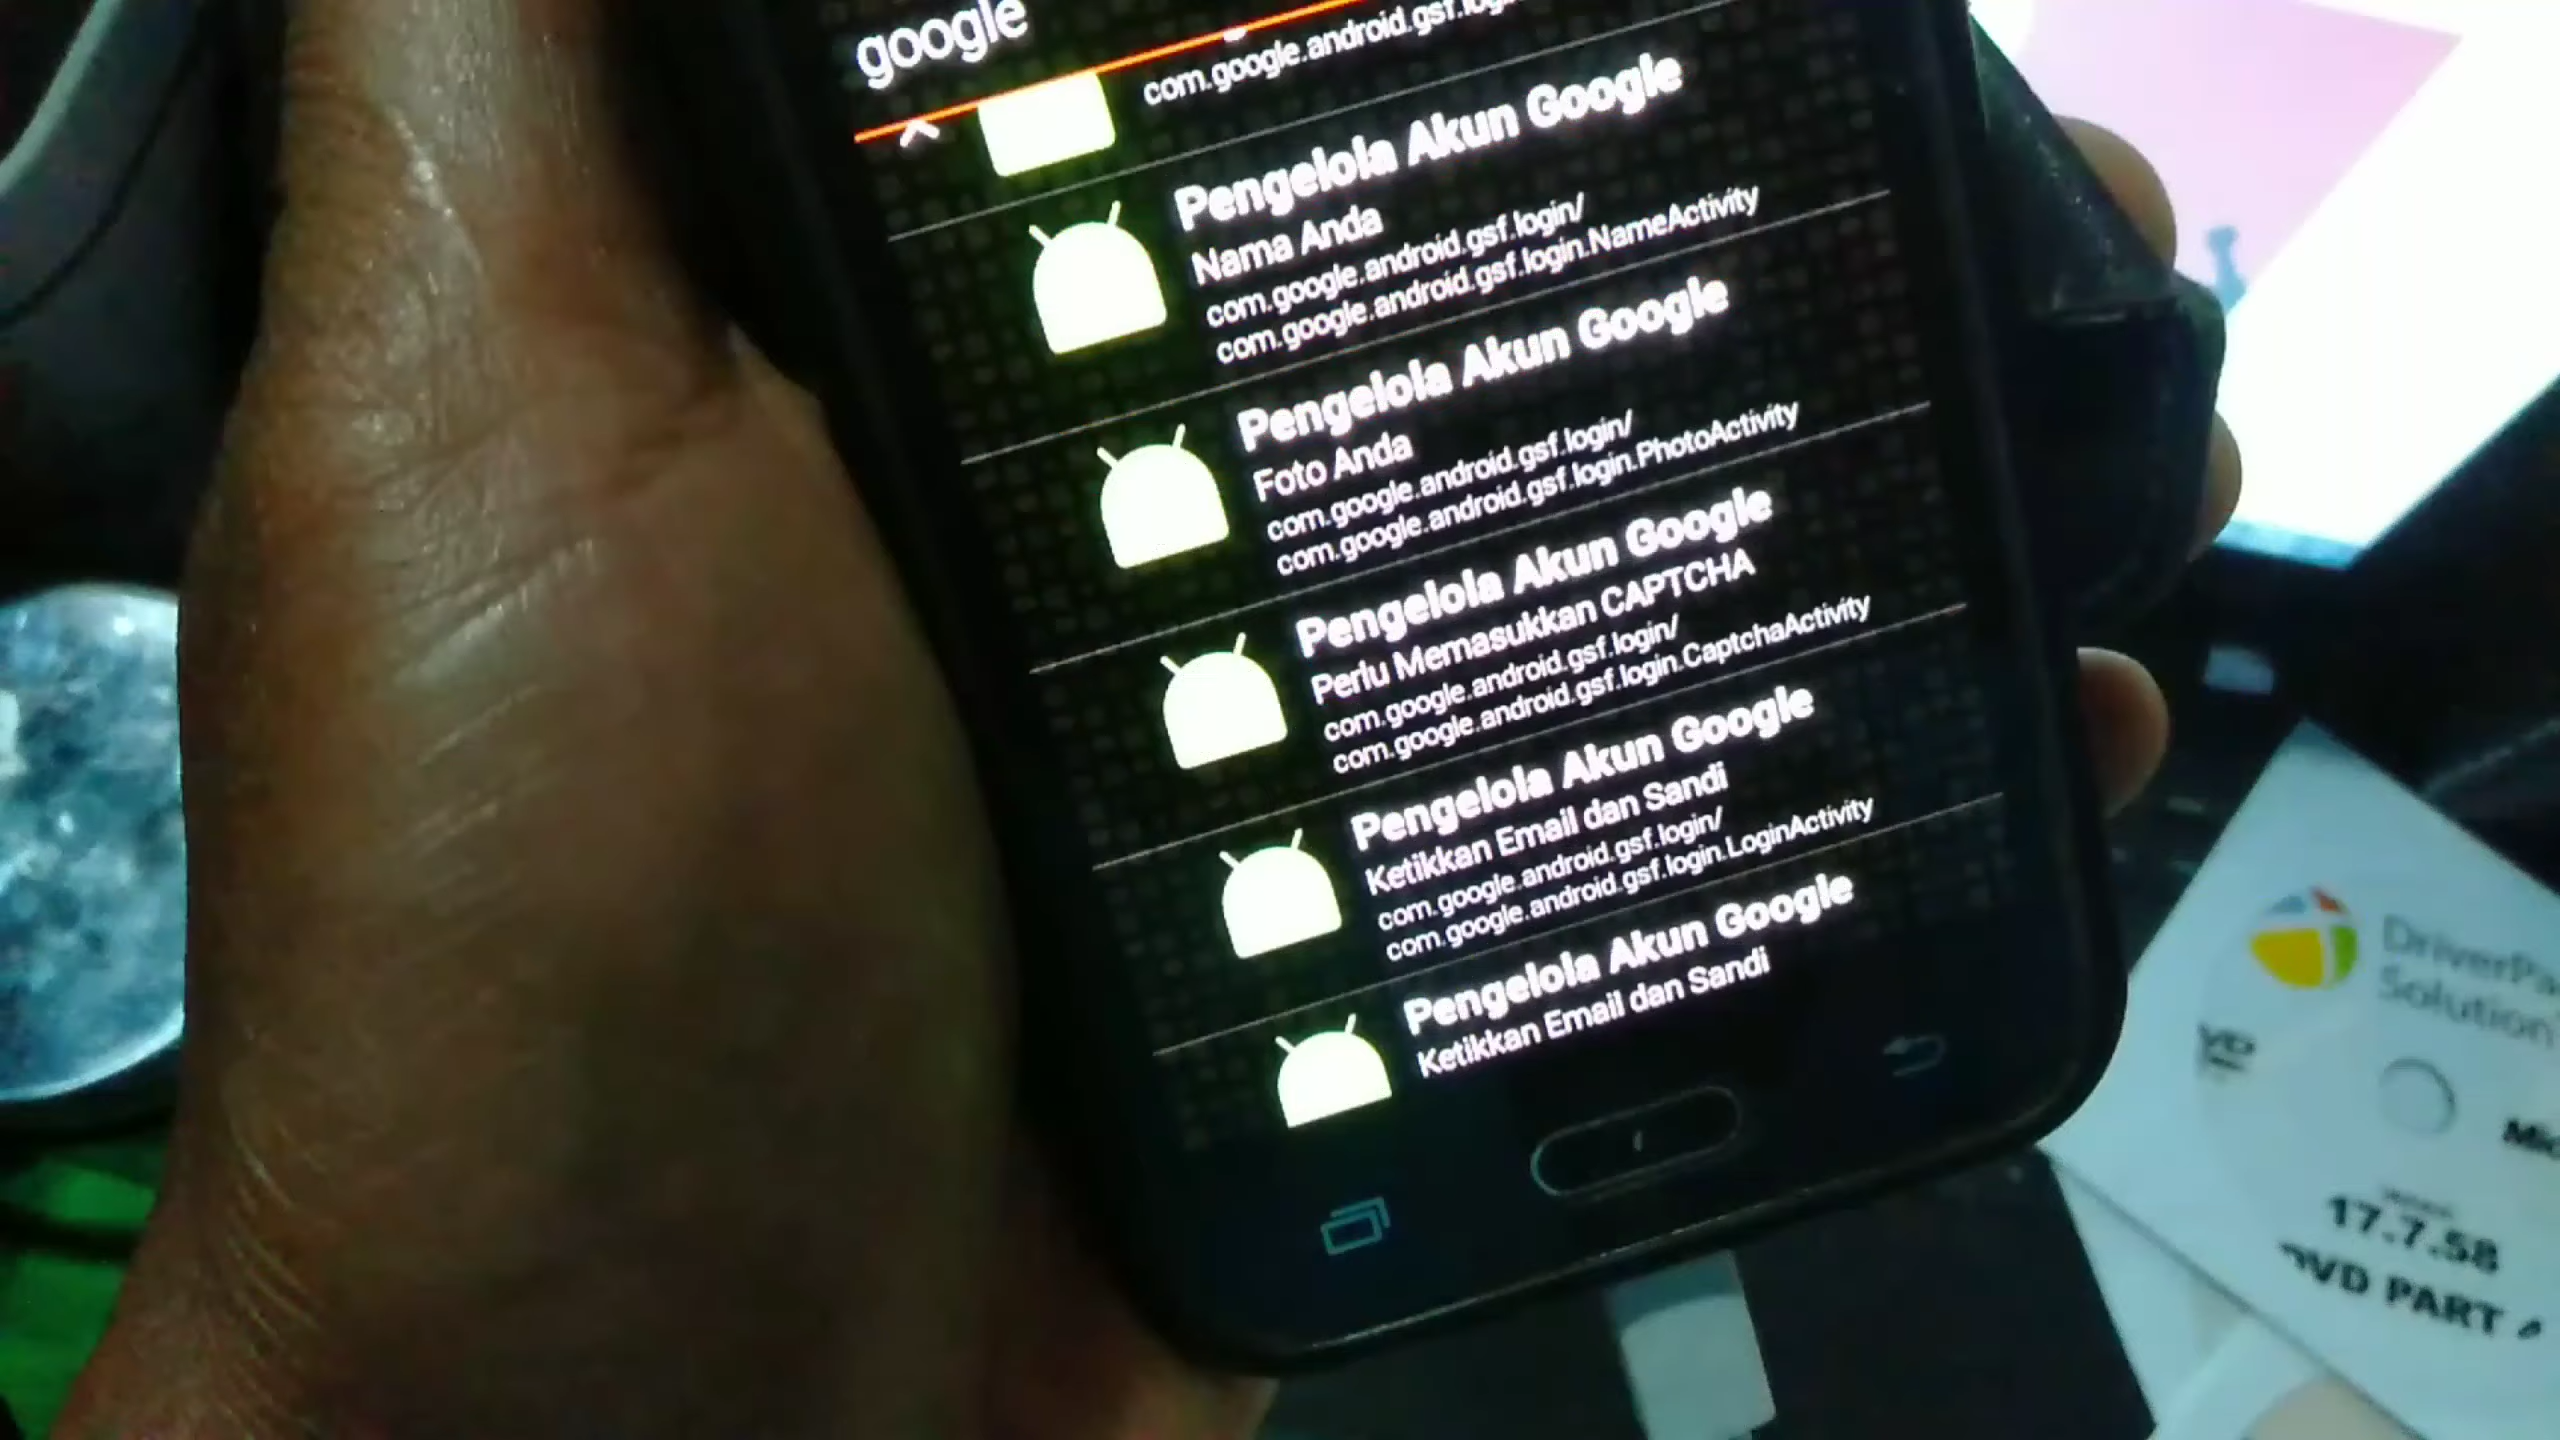 google
com.google.android.gsf.login
Pengelola Akun Google
Nama Anda
com.google.android.gsf.login/
com.google.android.gsf.login.NameActivity
Pengelola Akun Google
Foto Anda
com.google.android.gsf.login/
com.google.android.gsf.login.PhotoActivity
Pengelola Akun Google
Perlu Memasukkan CAPTCHA
com.google.android.gsf.login/
com.google.android.gsf.login.CaptchaActivity
Pengelola Akun Google
Ketikkan Email dan Sandi
com.google.android.gsf.login/
com.google.android.gsf.login.LoginActivity
Pengelola Akun Google
Ketikkan Email dan Sandi
DriverPa
Solution
17.7.58
DVD PART